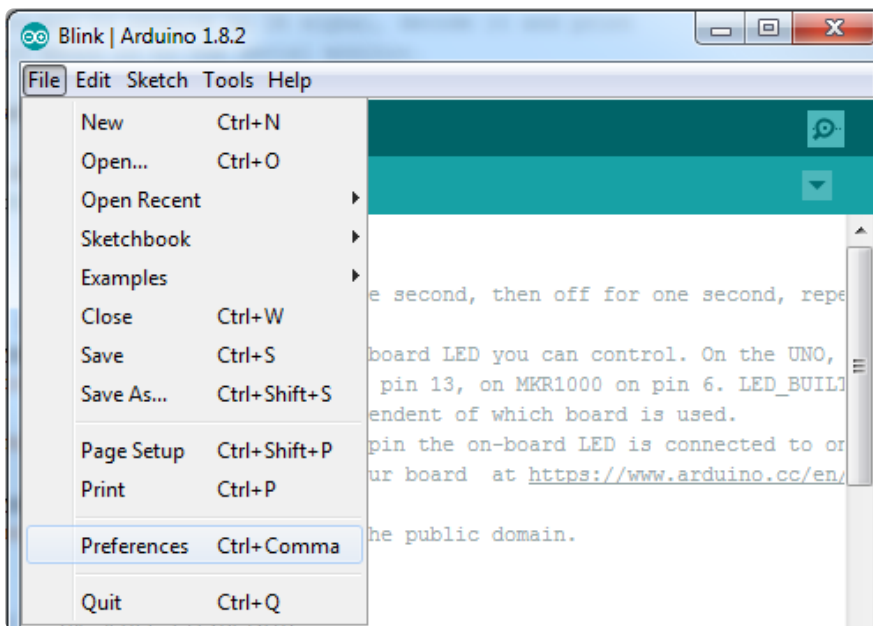 Blink | Arduino 1.8.2
File Edit Sketch Tools Help
New Ctrl+N
Open... Ctrl+O
Open Recent
Sketchbook
Examples
Close Ctrl+W
Save Ctrl+S
Save As... Ctrl+Shift+S
Page Setup Ctrl+Shift+P
Print Ctrl+P
Preferences Ctrl+Comma
Quit Ctrl+Q
e second, then off for one second, repe
board LED you can control. On the UNO,
pin 13, on MKR1000 on pin 6. LED_BUILI
endent of which board is used.
pin the on-board LED is connected to on
ur board at https://www.arduino.cc/en/
he public domain.